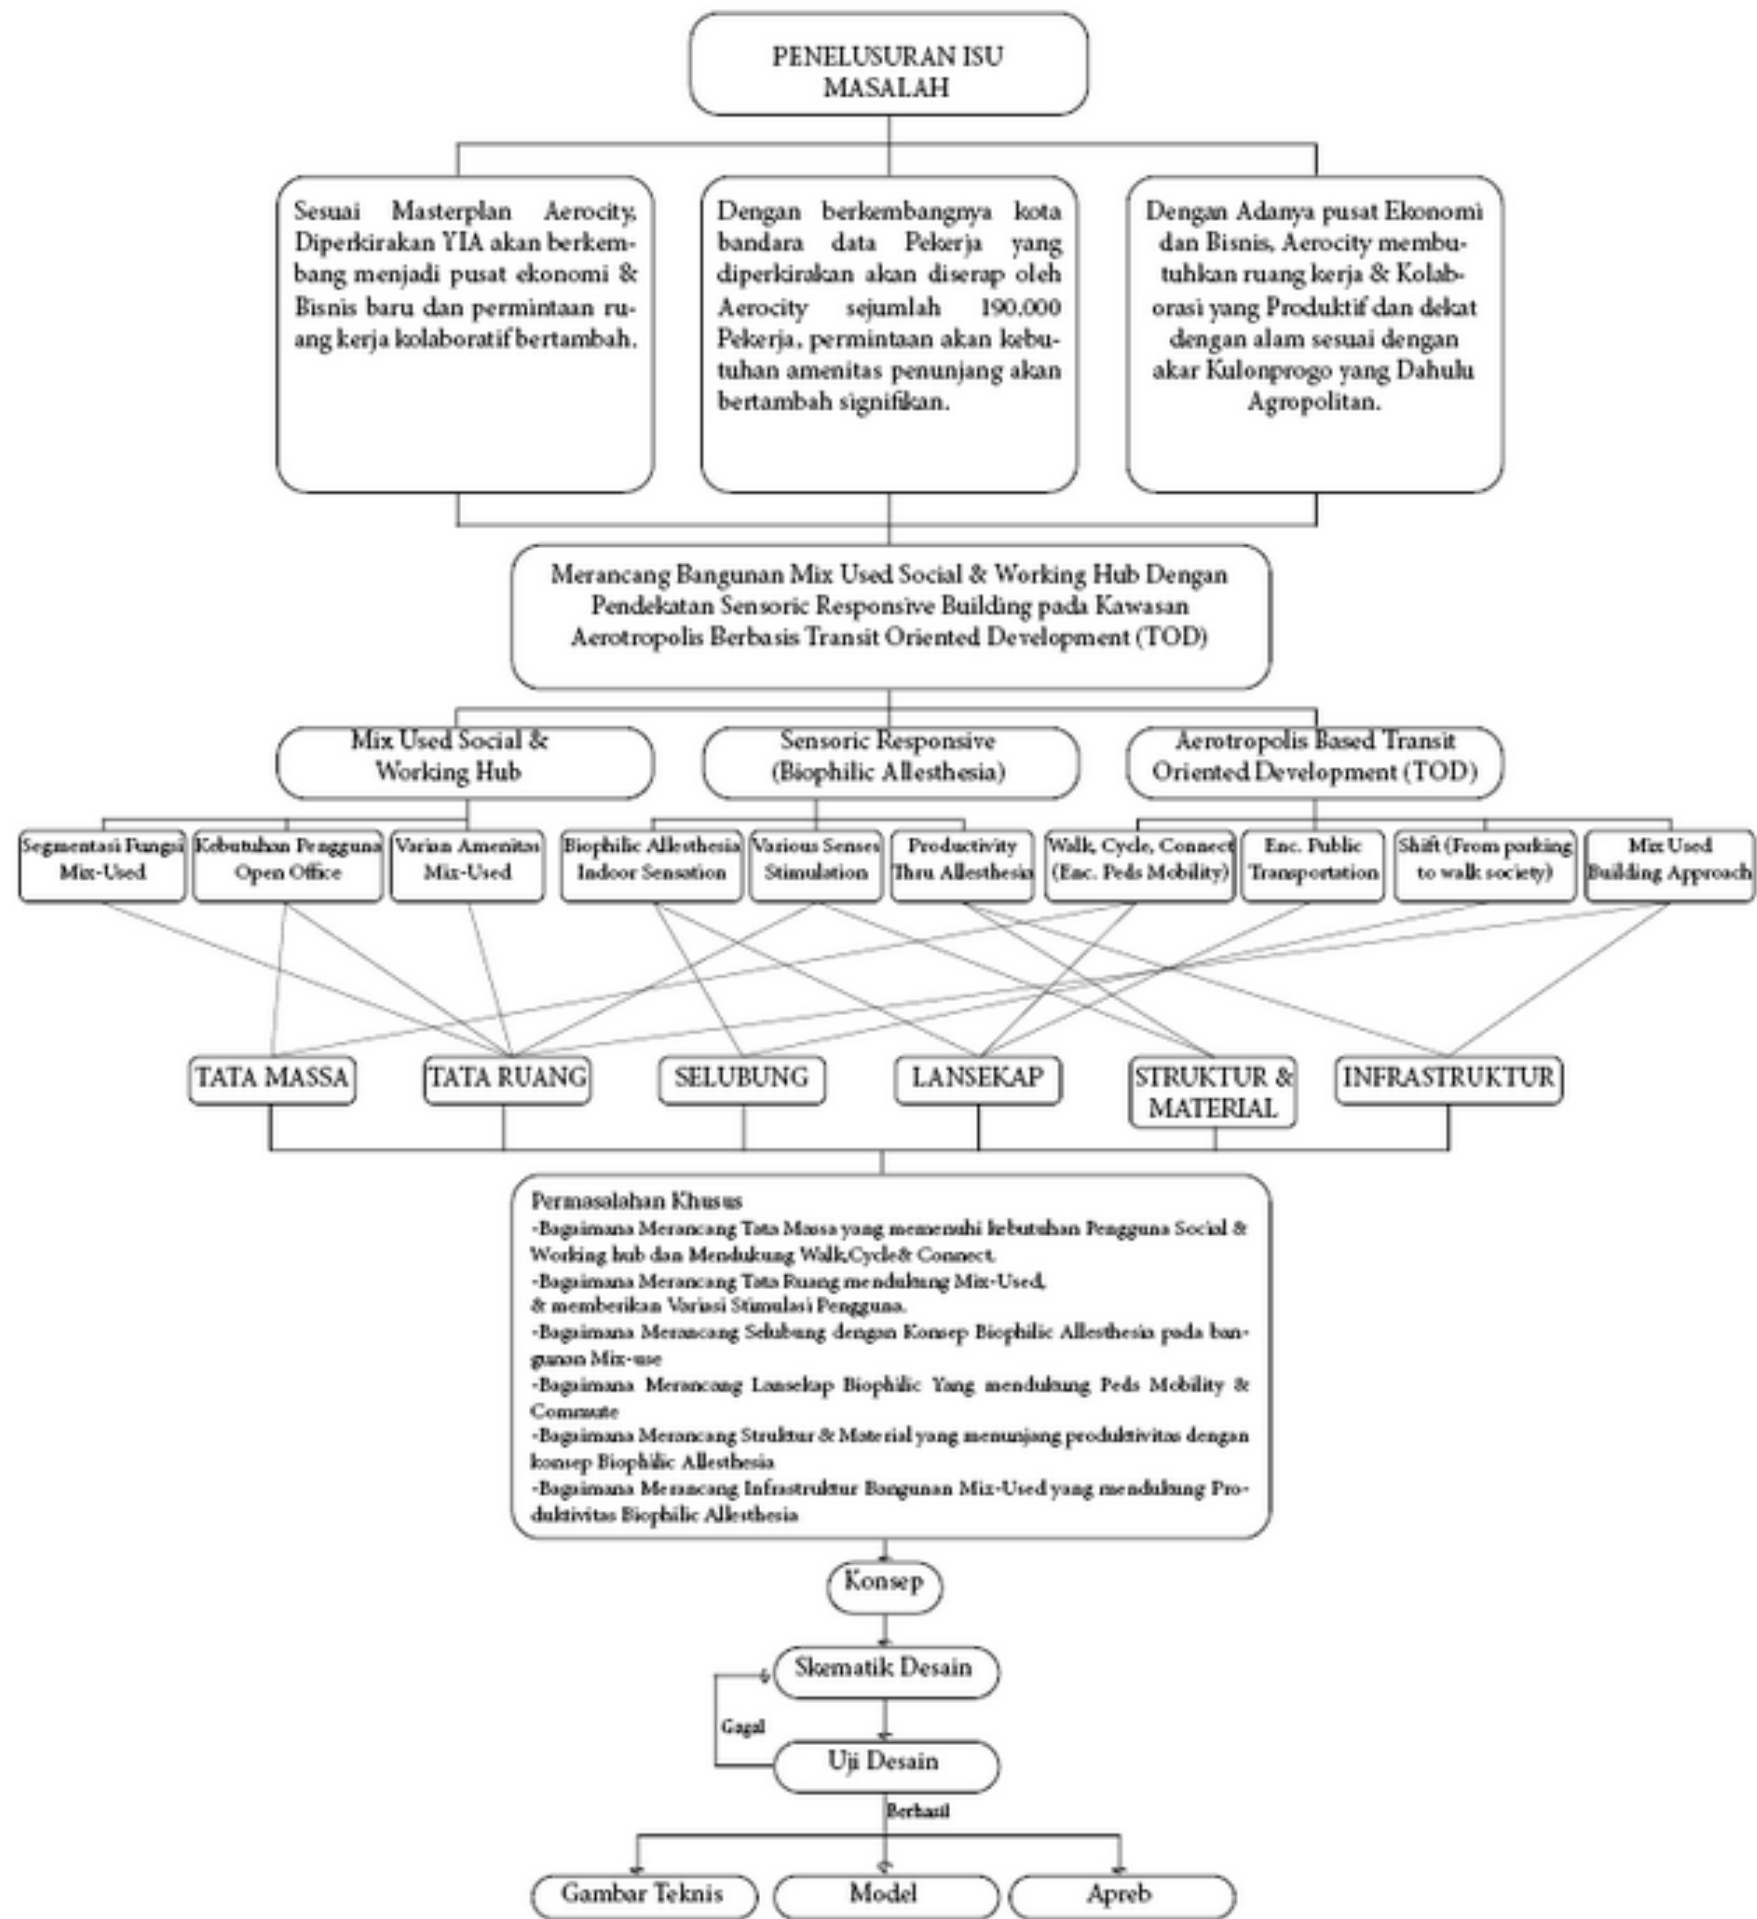 PENELUSURAN ISU
MASALAH
Sesuai Masterplan Aerocity,
Diperkirakan YIA akan berkem-
bang menjadi pusat ekonomi &
Bisnis baru dan permintaan ru-
ang kerja kolaboratif bertambah.
Dengan berkembangnya kota
bandara data Pekerja yang
diperkirakan akan diserap oleh
Aerocity sejumlah 190.000
Pekerja, permintaan akan kebu-
tuhan amenitas penunjang akan
bertambah signifikan.
Dengan Adanya pusat Ekonomi
dan Bisnis, Aerocity membu-
tuhkan ruang kerja & Kolab-
orasi yang Produktif dan dekat
dengan alam sesuai dengan
akar Kulonprogo yang Dahulu
Agropolitan.
Merancang Bangunan Mix Used Social & Working Hub Dengan
Pendekatan Sensoric Responsive Building pada Kawasan
Aerotropolis Berbasis Transit Oriented Development (TOD)
Mix Used Social &
Working Hub
Sensoric Responsive
(Biophilic Allesthesia)
Aerotropolis Based Transit
Oriented Development (TOD)
Segmentasi Fungsi
Mix-Used
Kebutuhan Pengguna
Open Office
Varian Amenitas
Mix-Used
Biophilic Allesthesia
Indoor Sensation
Various Senses
Stimulation
Productivity
Thru Allesthesia
Walk, Cycle, Connect
(Enc. Peds Mobility)
Enc. Public
Transportation
Shift (From parking
to walk society)
Mix Used
Building Approach
TATA MASSA
TATA RUANG
SELUBUNG
LANSEKAP
STRUKTUR &
MATERIAL
INFRASTRUKTUR
Permasalahan Khusus
-Bagaimana Merancang Tata Massa yang memenuhi kebutuhan Pengguna Social &
Working hub dan Mendukung Walk,Cycle& Connect.
-Bagaimana Merancang Tata Ruang mendukung Mix-Used,
& memberikan Variasi Stimulasi Pengguna.
-Bagaimana Merancang Selubung dengan Konsep Biophilic Allesthesia pada ban-
gunan Mix-use
-Bagaimana Merancang Lansekap Biophilic Yang mendukung Peds Mobility &
Commute
-Bagaimana Merancang Struktur & Material yang menunjang produktivitas dengan
konsep Biophilic Allesthesia
-Bagaimana Merancang Infrastruktur Bangunan Mix-Used yang mendukung Pro-
duktivitas Biophilic Allesthesia
Konsep
Skematik Desain
Gagal
Uji Desain
Berhasil
Gambar Teknis
Model
Apreb